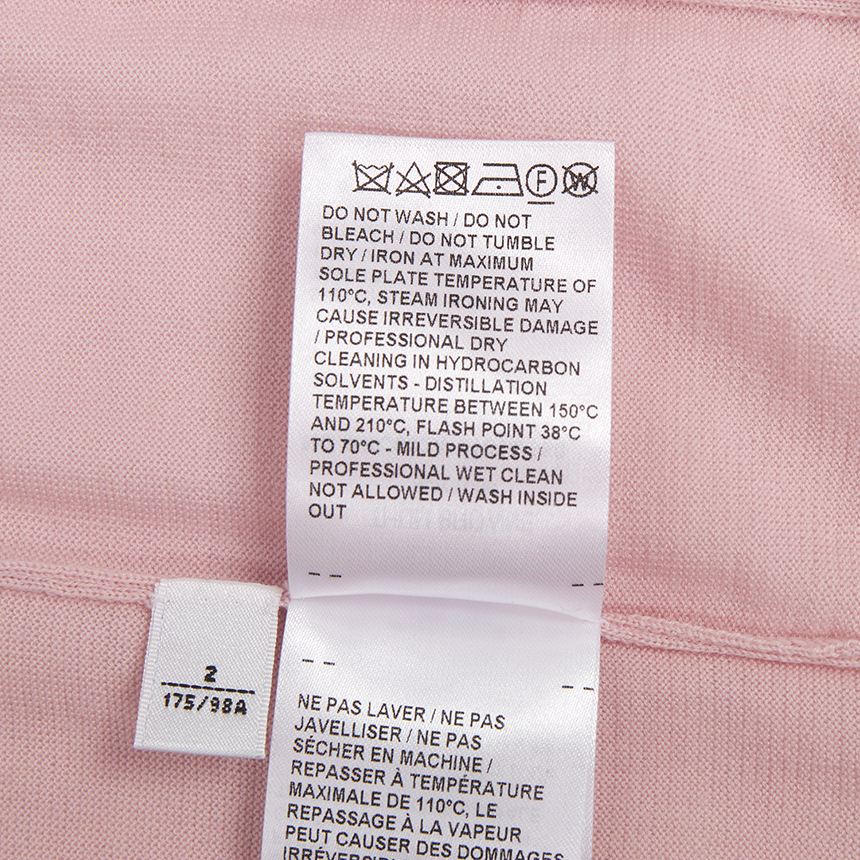 F
W
DO NOT WASH / DO NOT
BLEACH / DO NOT TUMBLE
DRY / IRON AT MAXIMUM
SOLE PLATE TEMPERATURE OF
110°C, STEAM IRONING MAY
CAUSE IRREVERSIBLE DAMAGE
/ PROFESSIONAL DRY
CLEANING IN HYDROCARBON
SOLVENTS - DISTILLATION
TEMPERATURE BETWEEN 150°C
AND 210°C, FLASH POINT 38°C
TO 70°C - MILD PROCESS /
PROFESSIONAL WET CLEAN
NOT ALLOWED / WASH INSIDE
OUT
2
175/98A
NE PAS LAVER / NE PAS
JAVELLISER / NE PAS
SÉCHER EN MACHINE /
REPASSER À TEMPÉRATURE
MAXIMALE DE 110°C, LE
REPASSAGE À LA VAPEUR
PEUT CAUSER DES DOMMAGES